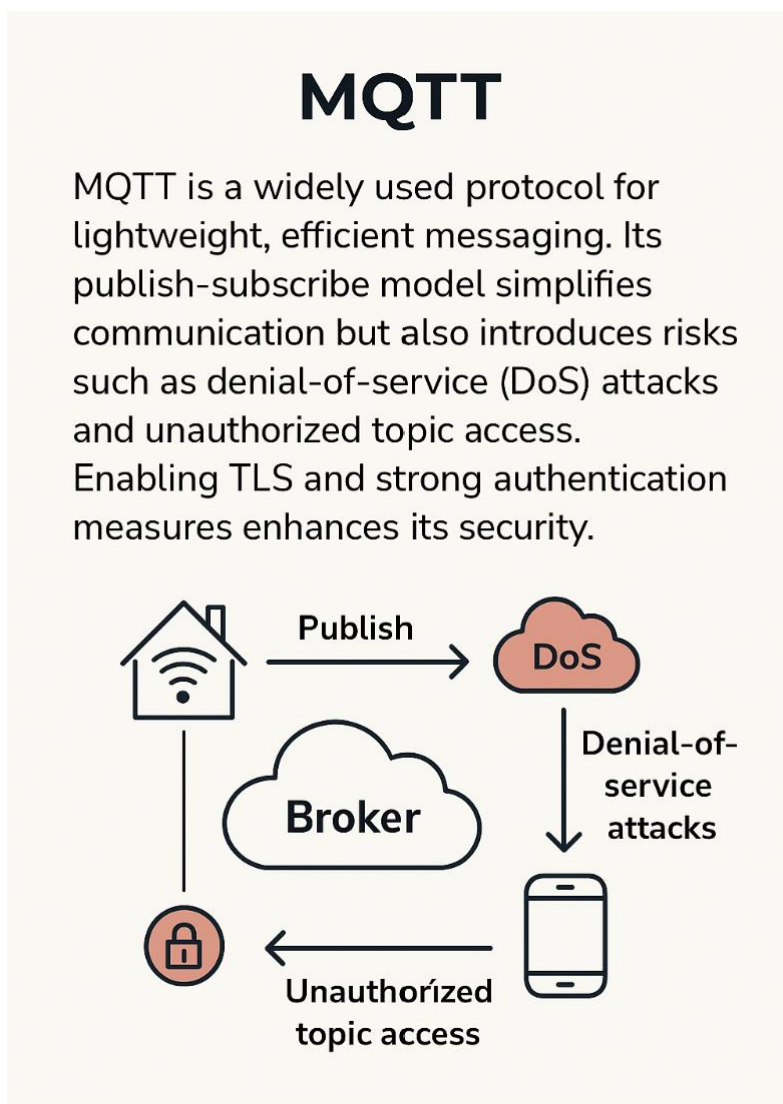 MQTT
MQTT is a widely used protocol for
lightweight, efficient messaging. Its
publish-subscribe model simplifies
communication but also introduces risks
such as denial-of-service (DoS) attacks
and unauthorized topic access.
Enabling TLS and strong authentication
measures enhances its security.
Publish
DoS
Denial-of-
service
attacks
Broker
Unauthorízed
topic access